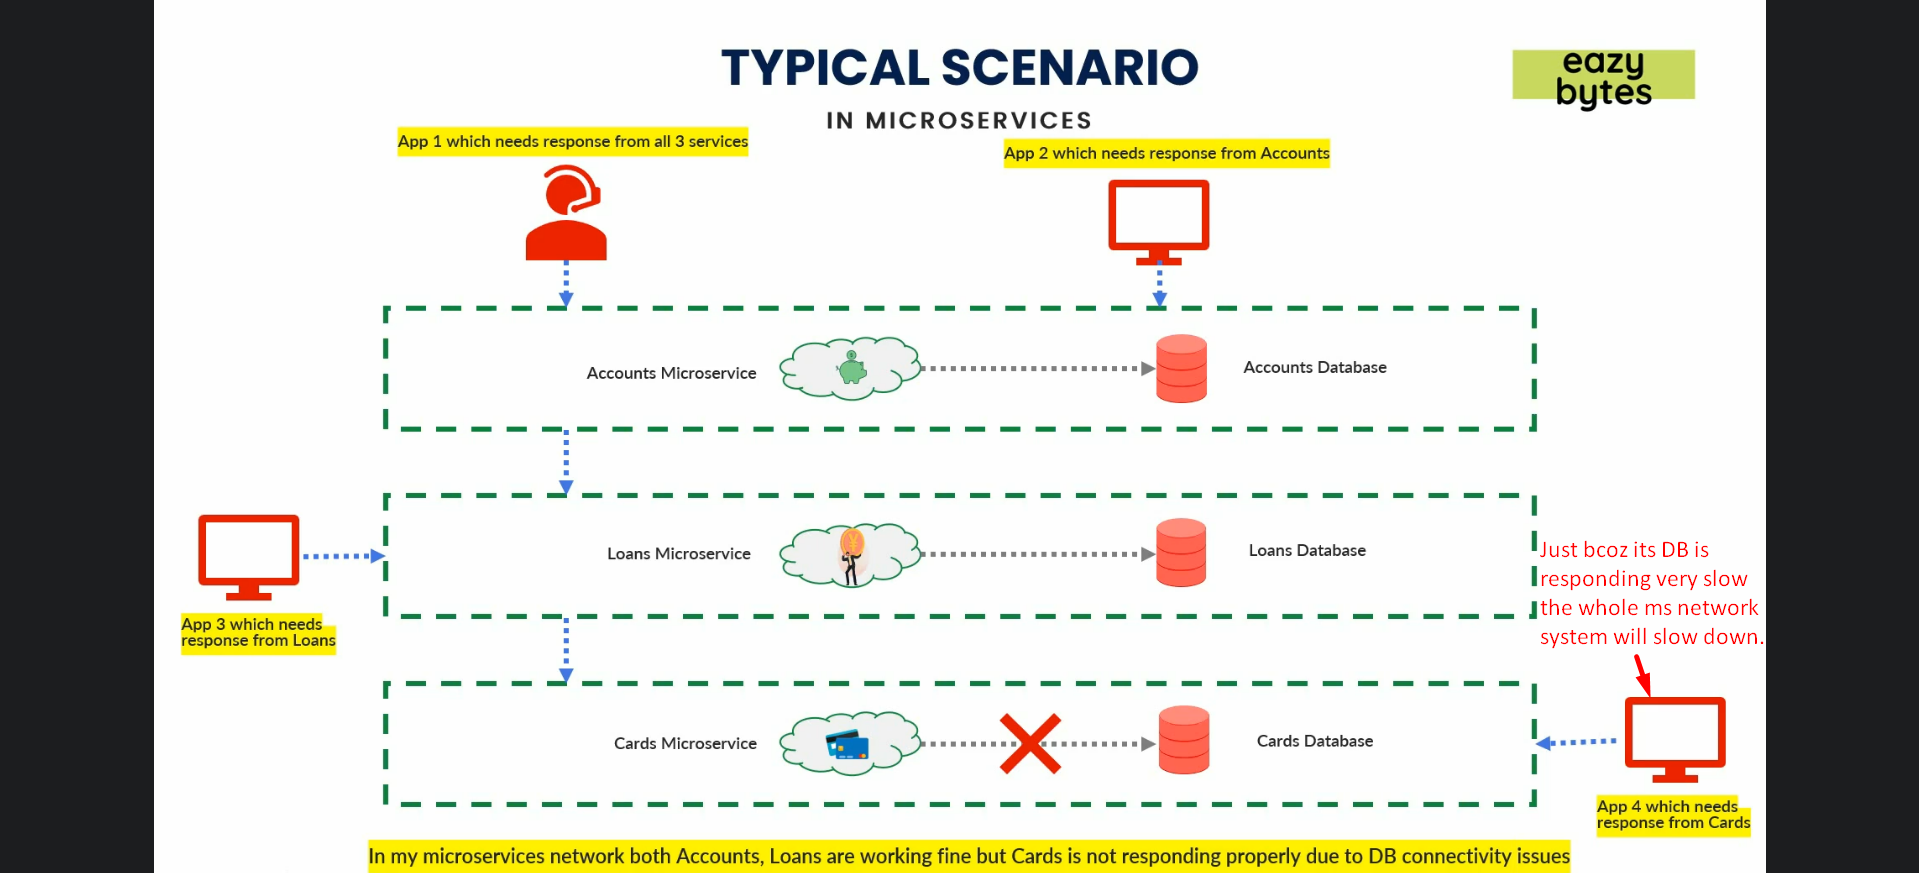 TYPICAL SCENARIO
IN MICROSERVICES
eazy
bytes
App 1 which needs response from all 3 services
App 2 which needs response from Accounts
Accounts Microservice
Accounts Database
Loans Microservice
Loans Database
App 3 which needs
response from Loans
Just bcoz its DB is
responding very slow
the whole ms network
system will slow down.
Cards Microservice
Cards Database
App 4 which needs
response from Cards
In my microservices network both Accounts, Loans are working fine but Cards is not responding properly due to DB connectivity issues